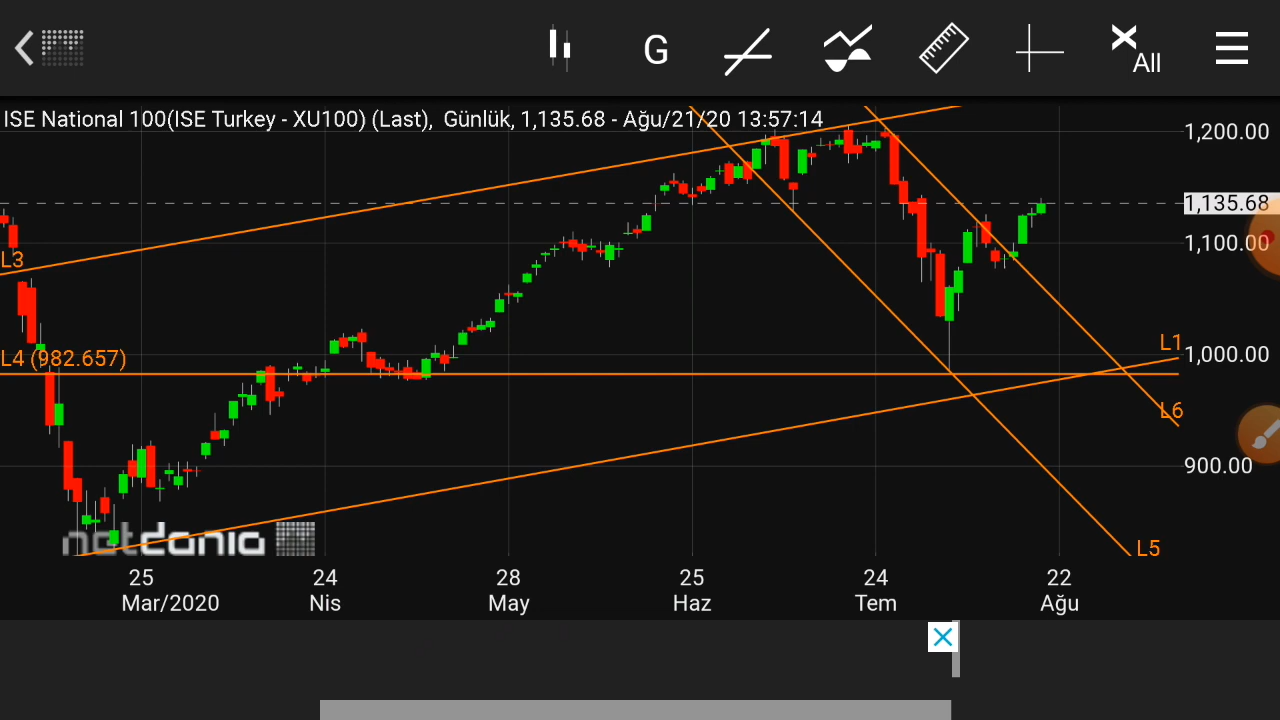 G
All
ISE National 100(ISE Turkey - XU100) (Last), Günlük, 1,135.68 - Ağu/21/20 13:57:14
1,200.00
1,135.68
1,100.00
L3
L1
1,000.00
L4 (982.657)
L6
900.00
netdania
L5
25 24 28 25 24 22
Mar/2020 Nis May Haz Tem Ağu